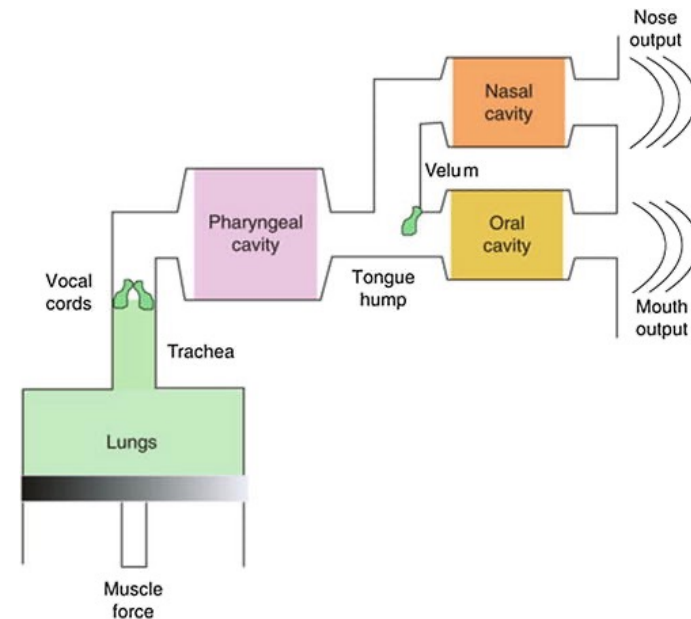 Nose
output
Nasal
cavity
Velum
Pharyngeal
cavity
Oral
cavity
Vocal
cords
Tongue
hump
Mouth
output
Trachea
Lungs
Muscle
force